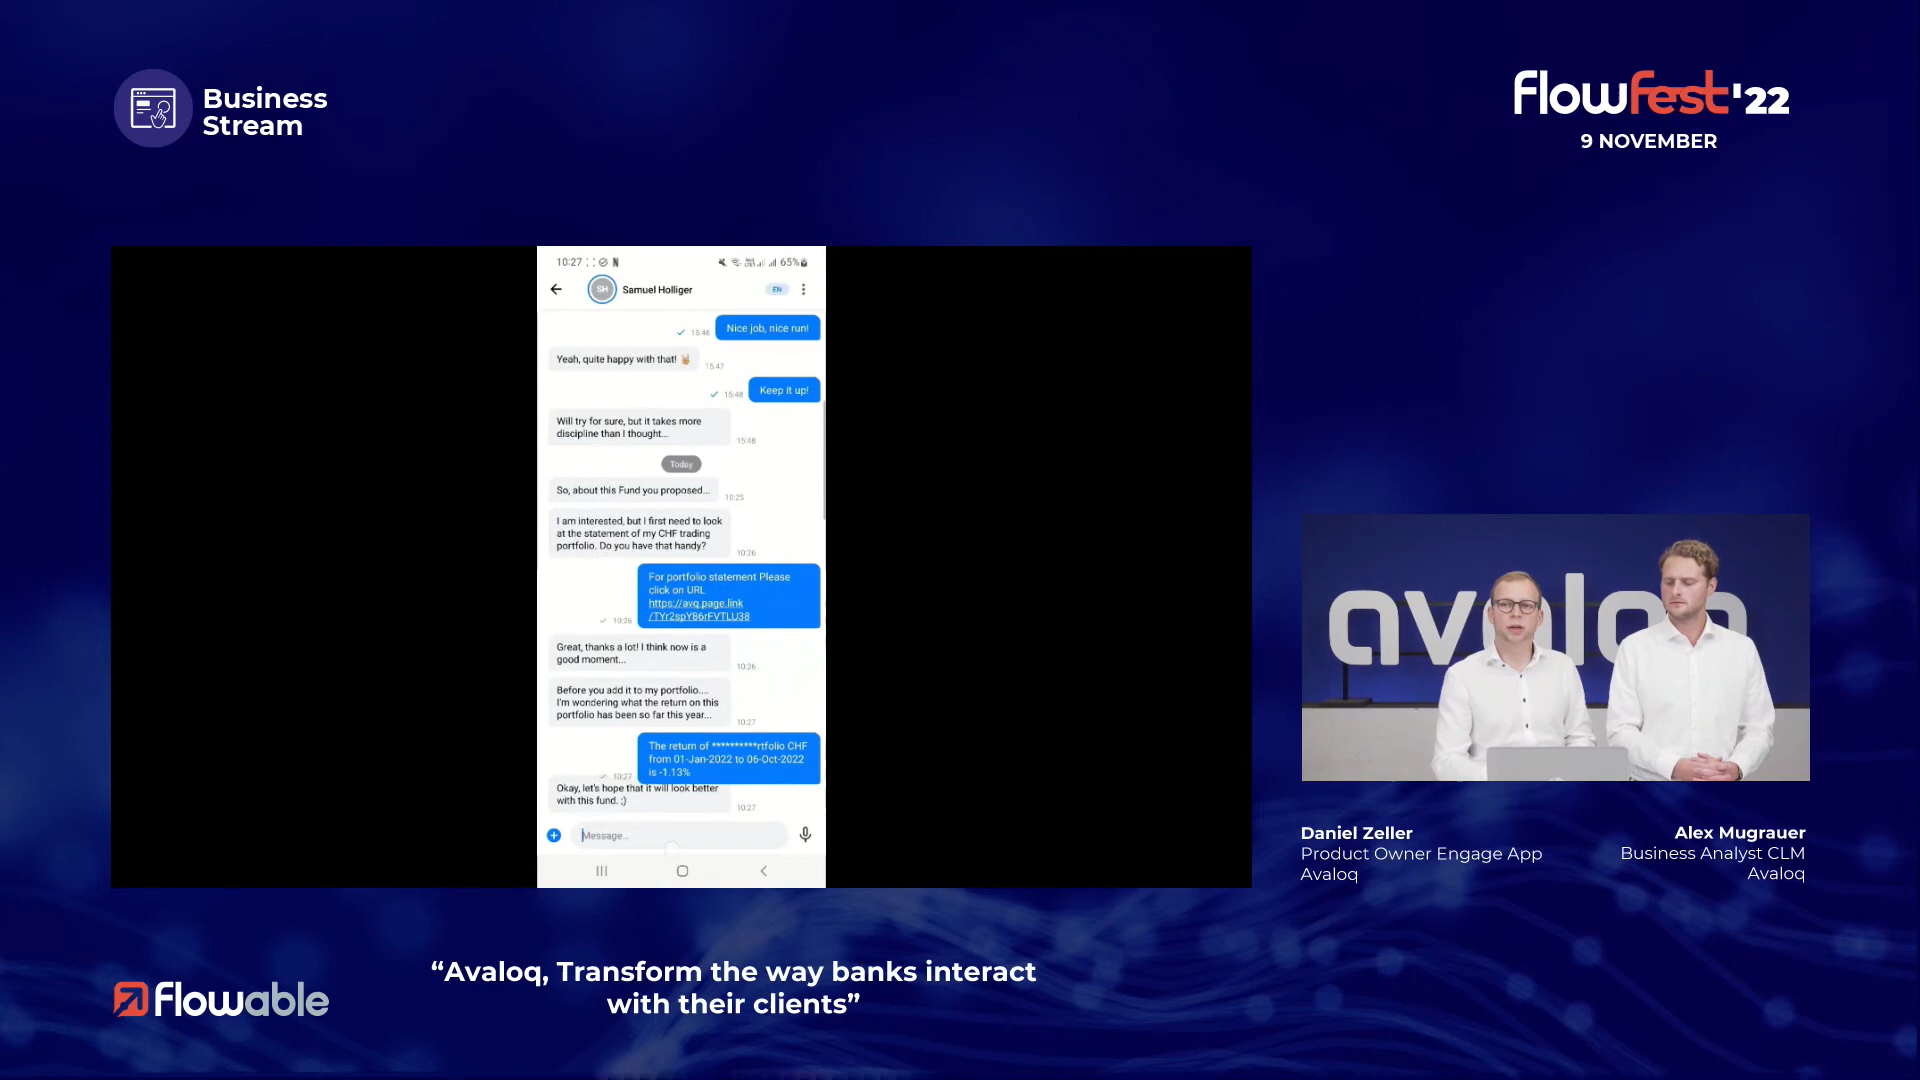 Business
Stream
flowfest'22
9 NOVEMBER
10:27
65%
SH
Samuel Holliger
EN
Nice job, nice run!
15:46
Yeah, quite happy with that! 🤘
15:47
Keep it up!
15:48
Will try for sure, but it takes more
discipline than I thought...
15:48
Today
So, about this Fund you proposed...
10:25
I am interested, but I first need to look
at the statement of my CHF trading
portfolio. Do you have that handy?
10:26
For portfolio statement Please
click on URL
https://avq.page.link
/TYr2spY86rFVTLU38
10:26
Great, thanks a lot! I think now is a
good moment...
10:26
Before you add it to my portfolio....
I'm wondering what the return on this
portfolio has been so far this year...
10:27
The return of **********rtfolio CHF
from 01-Jan-2022 to 06-Oct-2022
is -1.13%
10:27
Okay, let's hope that it will look better
with this fund. ;)
10:27
Message...
avaloq
Daniel Zeller
Product Owner Engage App
Avaloq
Alex Mugrauer
Business Analyst CLM
Avaloq
flowable
“Avaloq, Transform the way banks interact
with their clients”